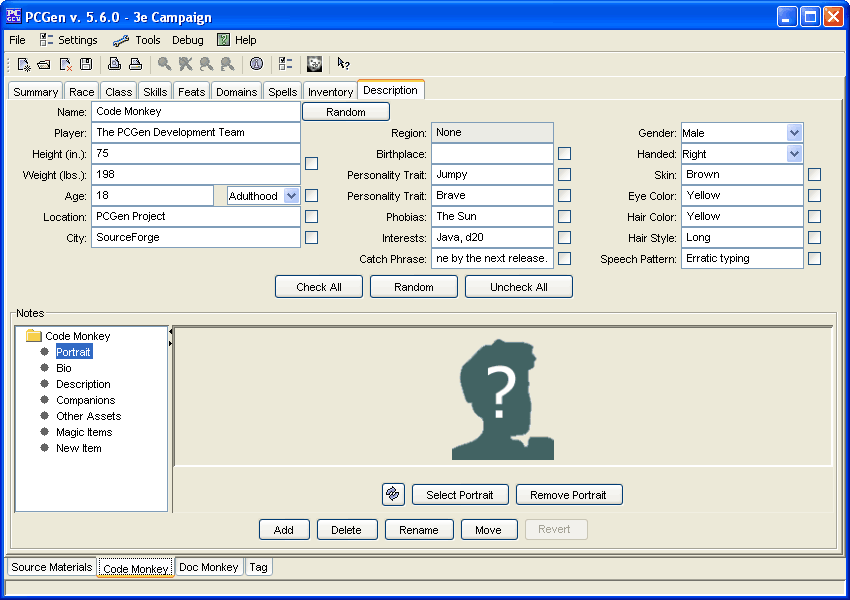 PCGen v. 5.6.0 - 3e Campaign
File Settings Tools Debug Help
Summary Race Class Skills Feats Domains Spells Inventory Description
Name: Code Monkey Random
Player: The PCGen Development Team Region: None Gender: Male
Height (in.): 75 Birthplace: Handed: Right
Weight (lbs.): 198 Personality Trait: Jumpy Skin: Brown
Age: 18 Adulthood Personality Trait: Brave Eye Color: Yellow
Location: PCGen Project Phobias: The Sun Hair Color: Yellow
City: SourceForge Interests: Java, d20 Hair Style: Long
Catch Phrase: ne by the next release. Speech Pattern: Erratic typing
Check All Random Uncheck All
Notes
Code Monkey
Portrait
Bio
Description
Companions
Other Assets
Magic Items
New Item
?
Select Portrait Remove Portrait
Add Delete Rename Move Revert
Source Materials Code Monkey Doc Monkey Tag